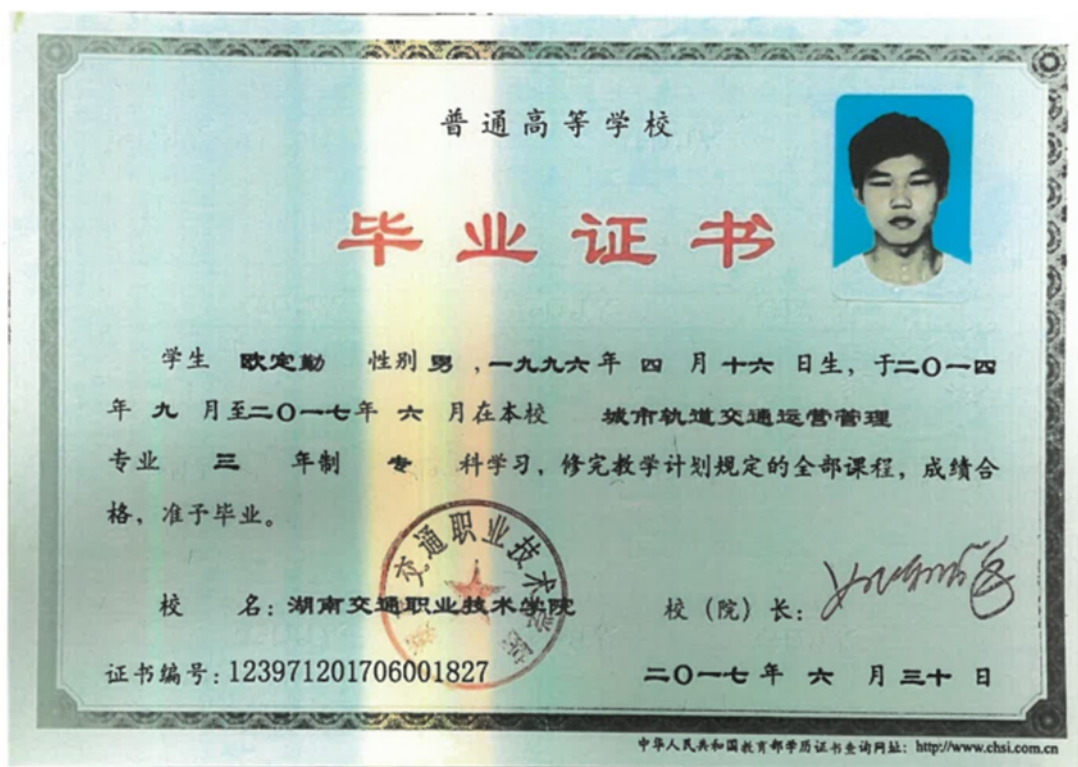 普通高等学校
毕业证书
学生 欧定勤 性别 男 ,一九九六 年 四 月 十六 日生, 于二〇一四
年 九 月至二〇一七年 六 月在本校 城市轨道交通运营管理
专业 三 年制 专 科学习, 修完教学计划规定的全部课程, 成绩合
格, 准予毕业。
交通职业技术学院
校 名: 湖南交通职业技术学院 校 (院) 长:
证书编号: 123971201706001827 二〇一七 年 六 月 三十 日
中华人民共和国教育部学历证书查询网址: http://www.chsi.com.cn